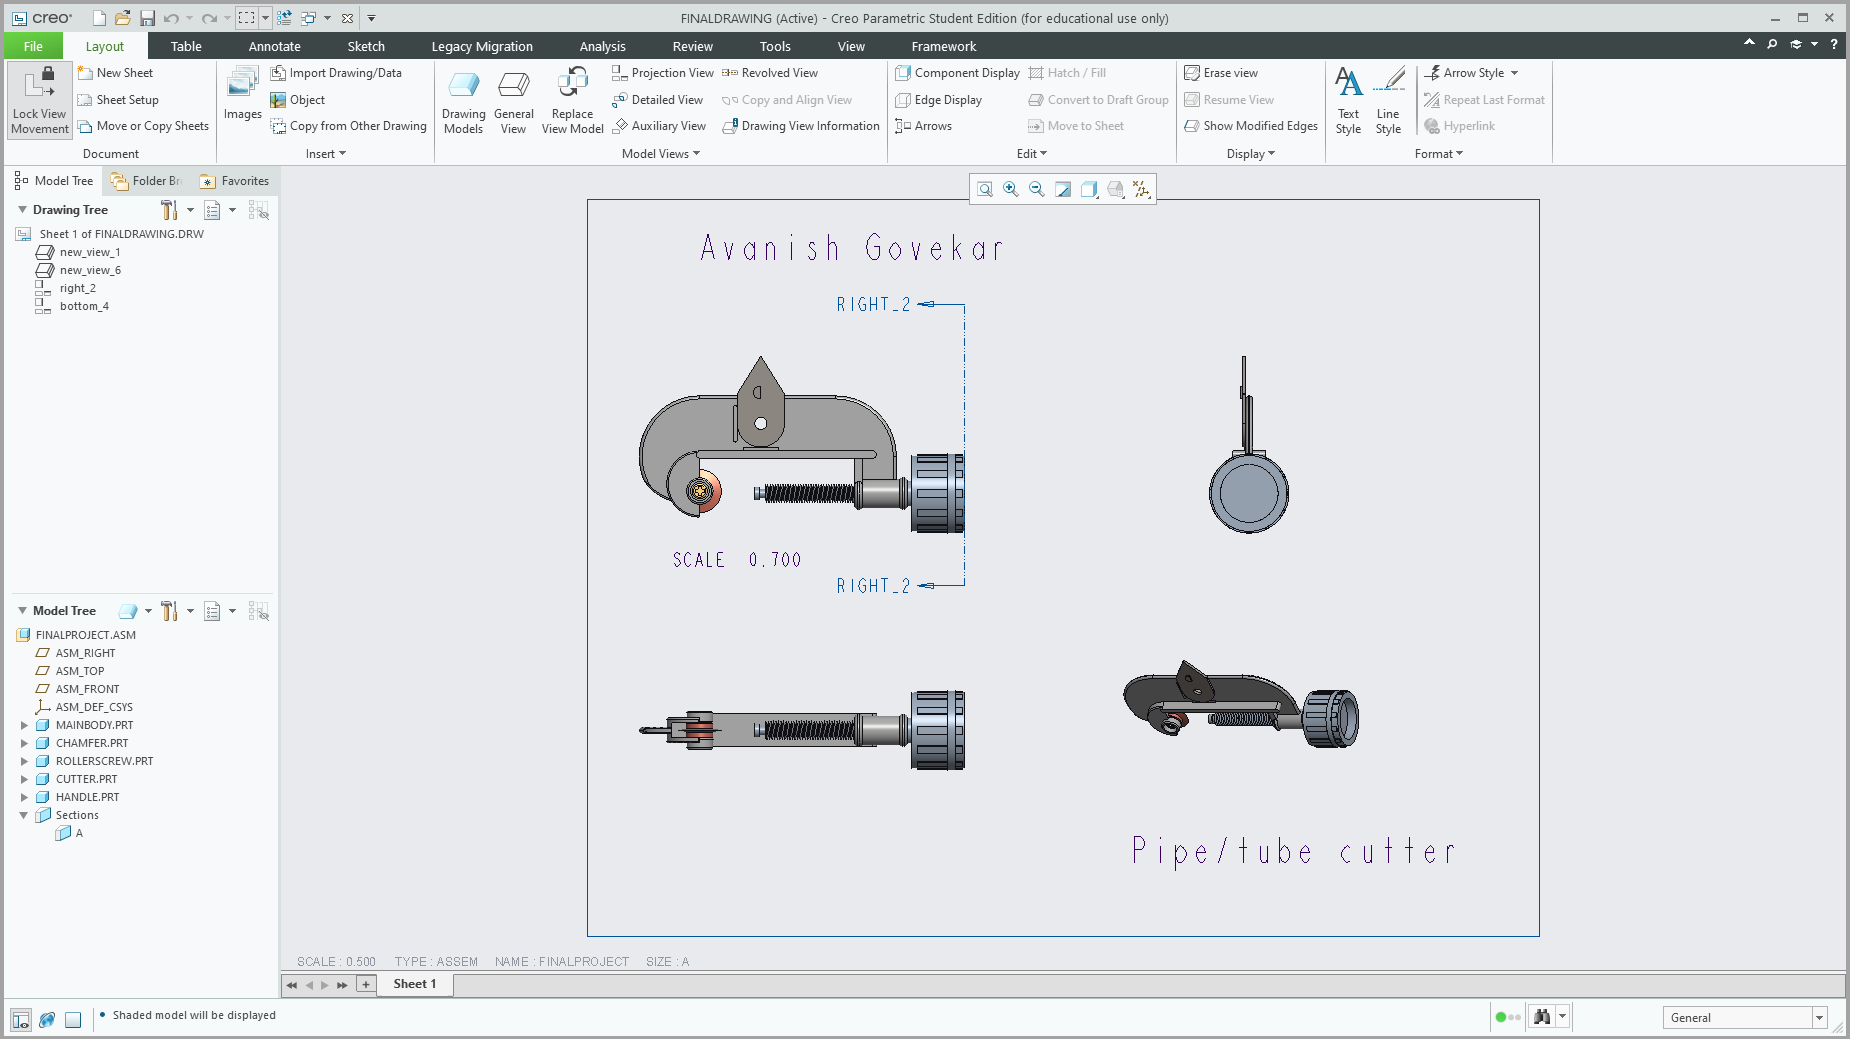 creo
FINALDRAWING (Active) - Creo Parametric Student Edition (for educational use only)
File Layout Table Annotate Sketch Legacy Migration Analysis Review Tools View Framework
Lock View Movement
New Sheet
Sheet Setup
Move or Copy Sheets
Document
Images
Import Drawing/Data
Object
Copy from Other Drawing
Insert
Drawing Models
General View
Replace View Model
Projection View
Detailed View
Auxiliary View
Revolved View
Copy and Align View
Drawing View Information
Model Views
Component Display
Edge Display
Arrows
Hatch / Fill
Convert to Draft Group
Move to Sheet
Edit
Erase view
Resume View
Show Modified Edges
Display
Text Style
Line Style
Arrow Style
Repeat Last Format
Hyperlink
Format
Model Tree Folder Br Favorites
Drawing Tree
Sheet 1 of FINALDRAWING.DRW
new_view_1
new_view_6
right_2
bottom_4
Model Tree
FINALPROJECT.ASM
ASM_RIGHT
ASM_TOP
ASM_FRONT
ASM_DEF_CSYS
MAINBODY.PRT
CHAMFER.PRT
ROLLERSCREW.PRT
CUTTER.PRT
HANDLE.PRT
Sections
A
Avanish Govekar
RIGHT_2
SCALE 0.700
RIGHT_2
Pipe/tube cutter
SCALE : 0.500 TYPE : ASSEM NAME : FINALPROJECT SIZE : A
Sheet 1
Shaded model will be displayed
General